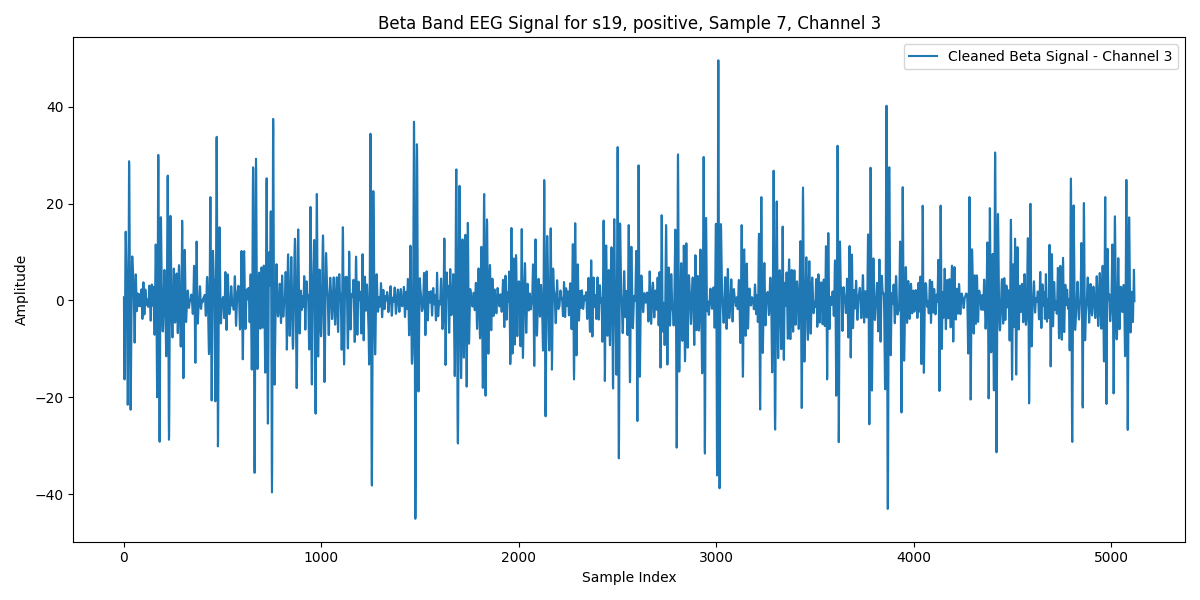 Beta Band EEG Signal for s19, positive, Sample 7, Channel 3
Cleaned Beta Signal - Channel 3
Amplitude
40
20
0
−20
−40
0 1000 2000 3000 4000 5000
Sample Index